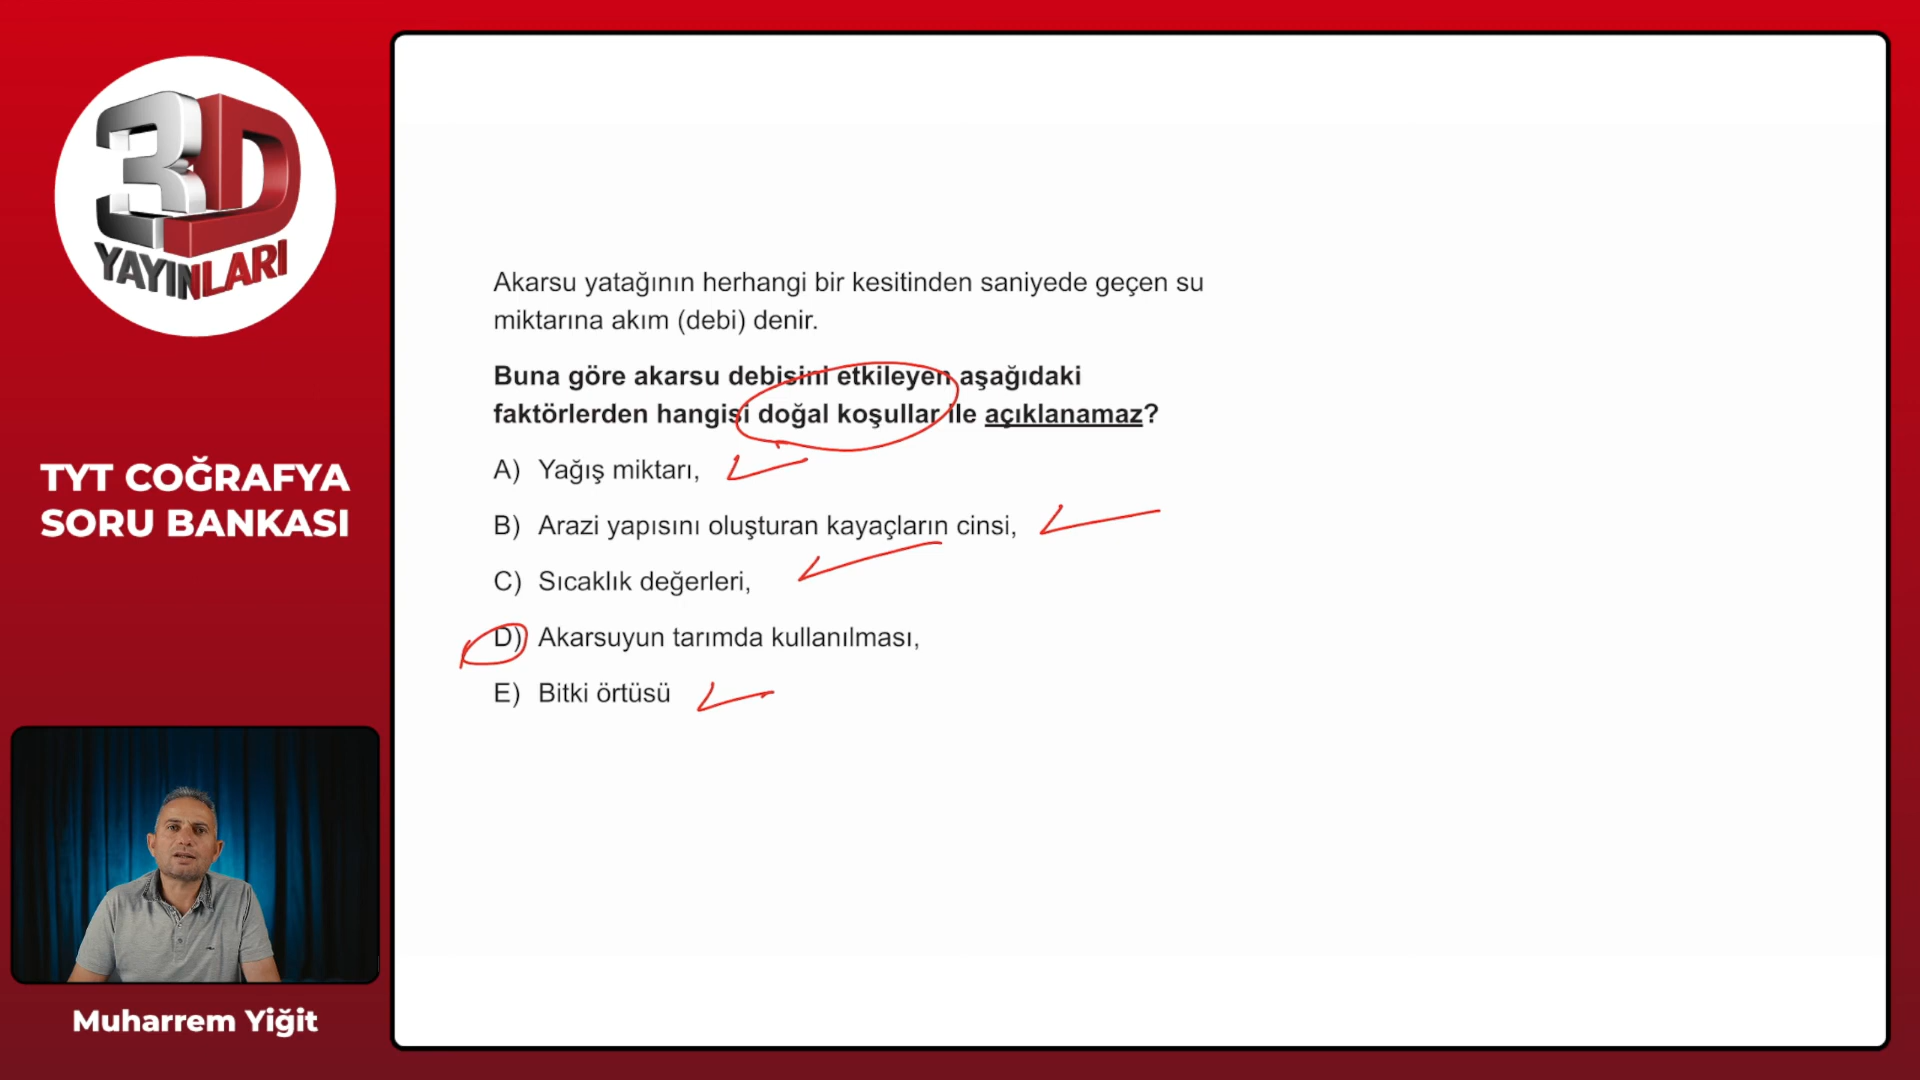 3D
YAYINLARI
TYT COĞRAFYA
SORU BANKASI
Muharrem Yiğit
Akarsu yatağının herhangi bir kesitinden saniyede geçen su
miktarına akım (debi) denir.
Buna göre akarsu debisini etkileyen aşağıdaki
faktörlerden hangisi doğal koşullar ile açıklanamaz?
A) Yağış miktarı,
B) Arazi yapısını oluşturan kayaçların cinsi,
C) Sıcaklık değerleri,
D) Akarsuyun tarımda kullanılması,
E) Bitki örtüsü